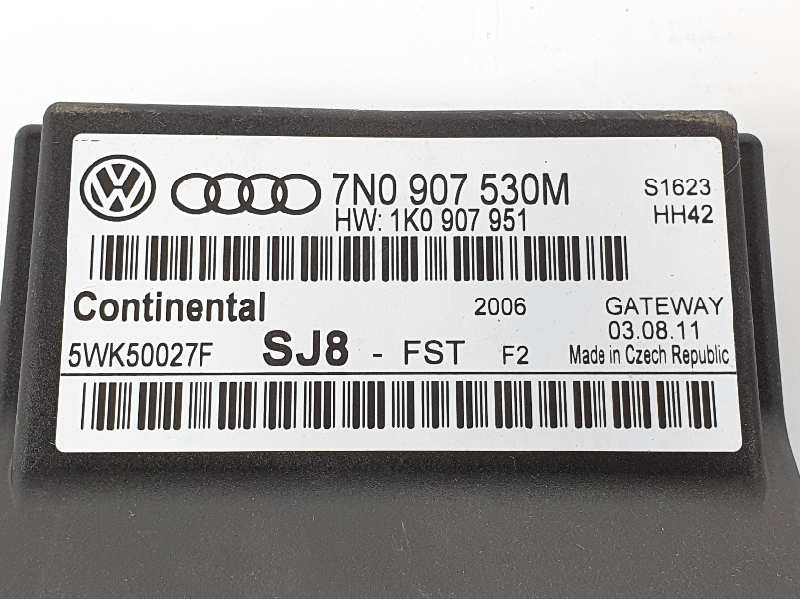 7N0 907 530M S1623
HW: 1K0 907 951 HH42
Continental 2006 GATEWAY
03.08.11
5WK50027F SJ8 - FST F2 Made in Czech Republic